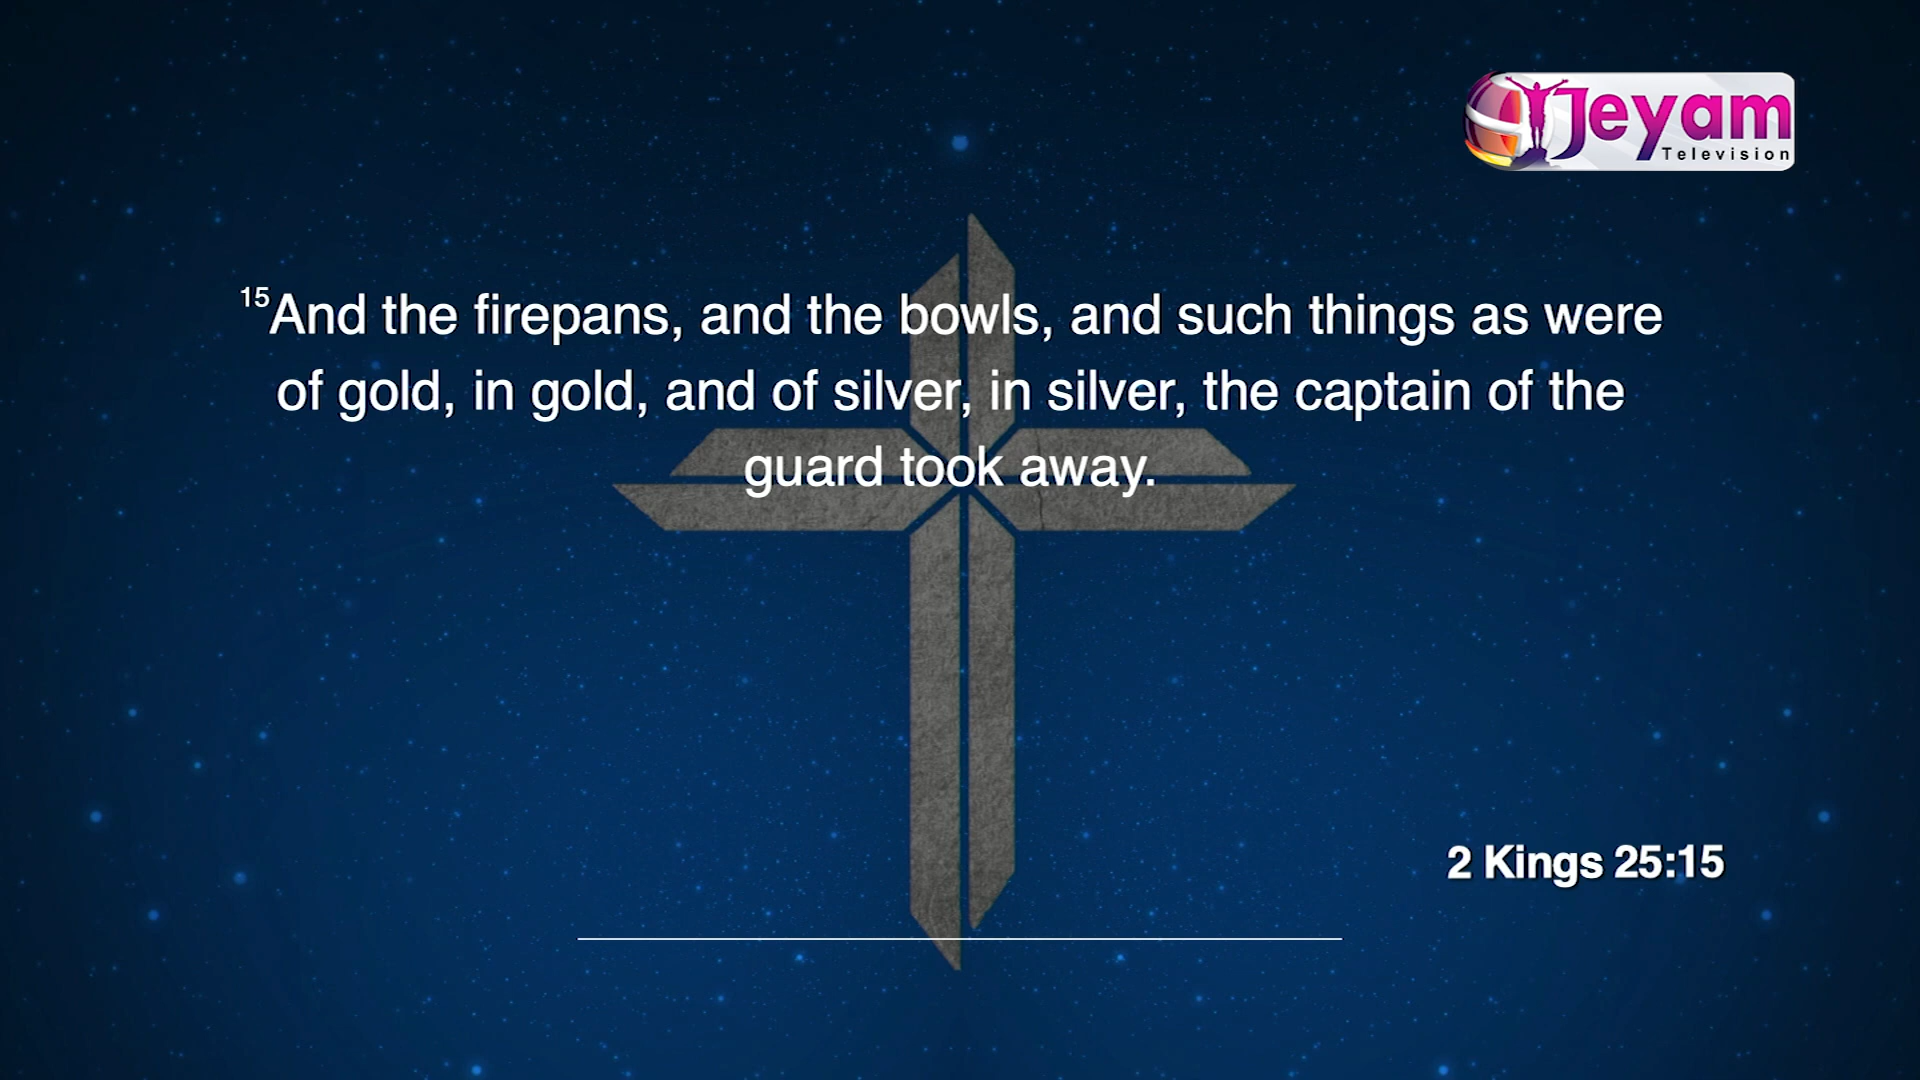 Jeyam
Television
15And the firepans, and the bowls, and such things as were
of gold, in gold, and of silver, in silver, the captain of the
guard took away.
2 Kings 25:15